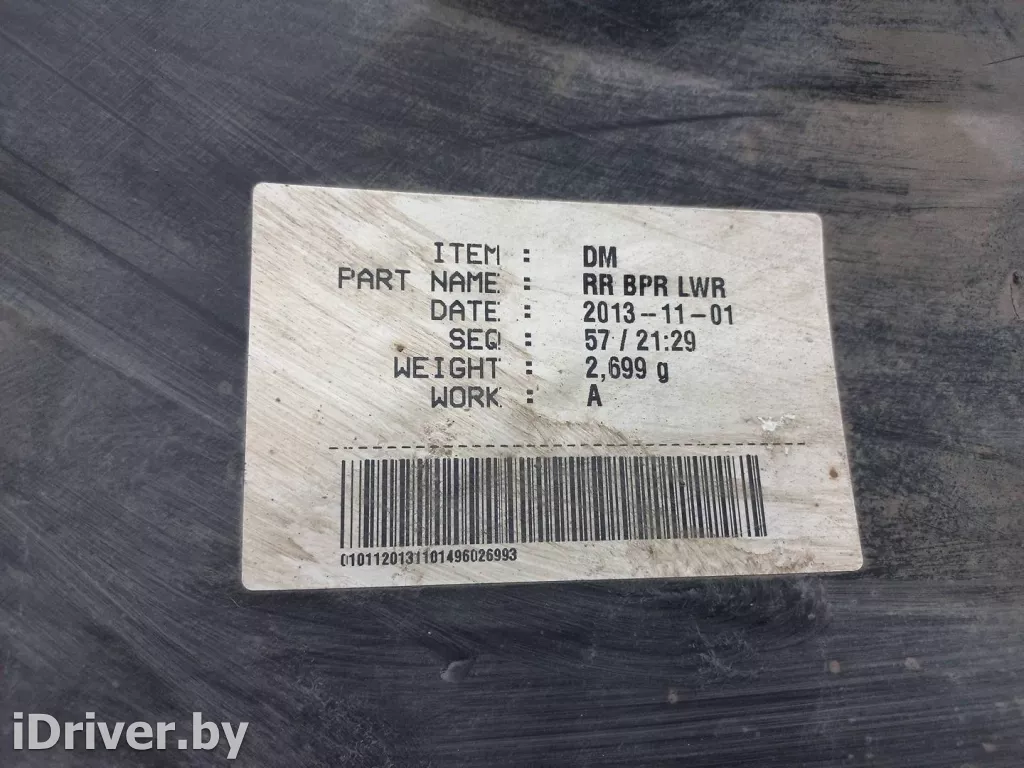 ITEM : DM
PART NAME : RR BPR LWR
DATE : 2013-11-01
SEQ : 57 / 21:29
WEIGHT : 2,699 g
WORK : A
0101120131101496026993
iDriver.by